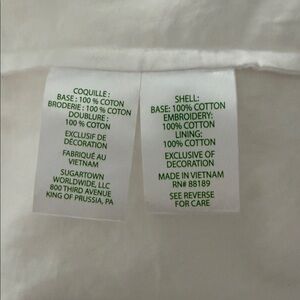 COQUILLE :
BASE : 100 % COTON
BRODERIE : 100 % COTON
DOUBLURE :
100 % COTON
EXCLUSIF DE
DÉCORATION
FABRIQUÉ AU
VIETNAM
SUGARTOWN
WORLDWIDE, LLC
800 THIRD AVENUE
KING OF PRUSSIA, PA
SHELL:
BASE: 100% COTTON
EMBROIDERY:
100% COTTON
LINING:
100% COTTON
EXCLUSIVE OF
DECORATION
MADE IN VIETNAM
RN# 88189
SEE REVERSE
FOR CARE